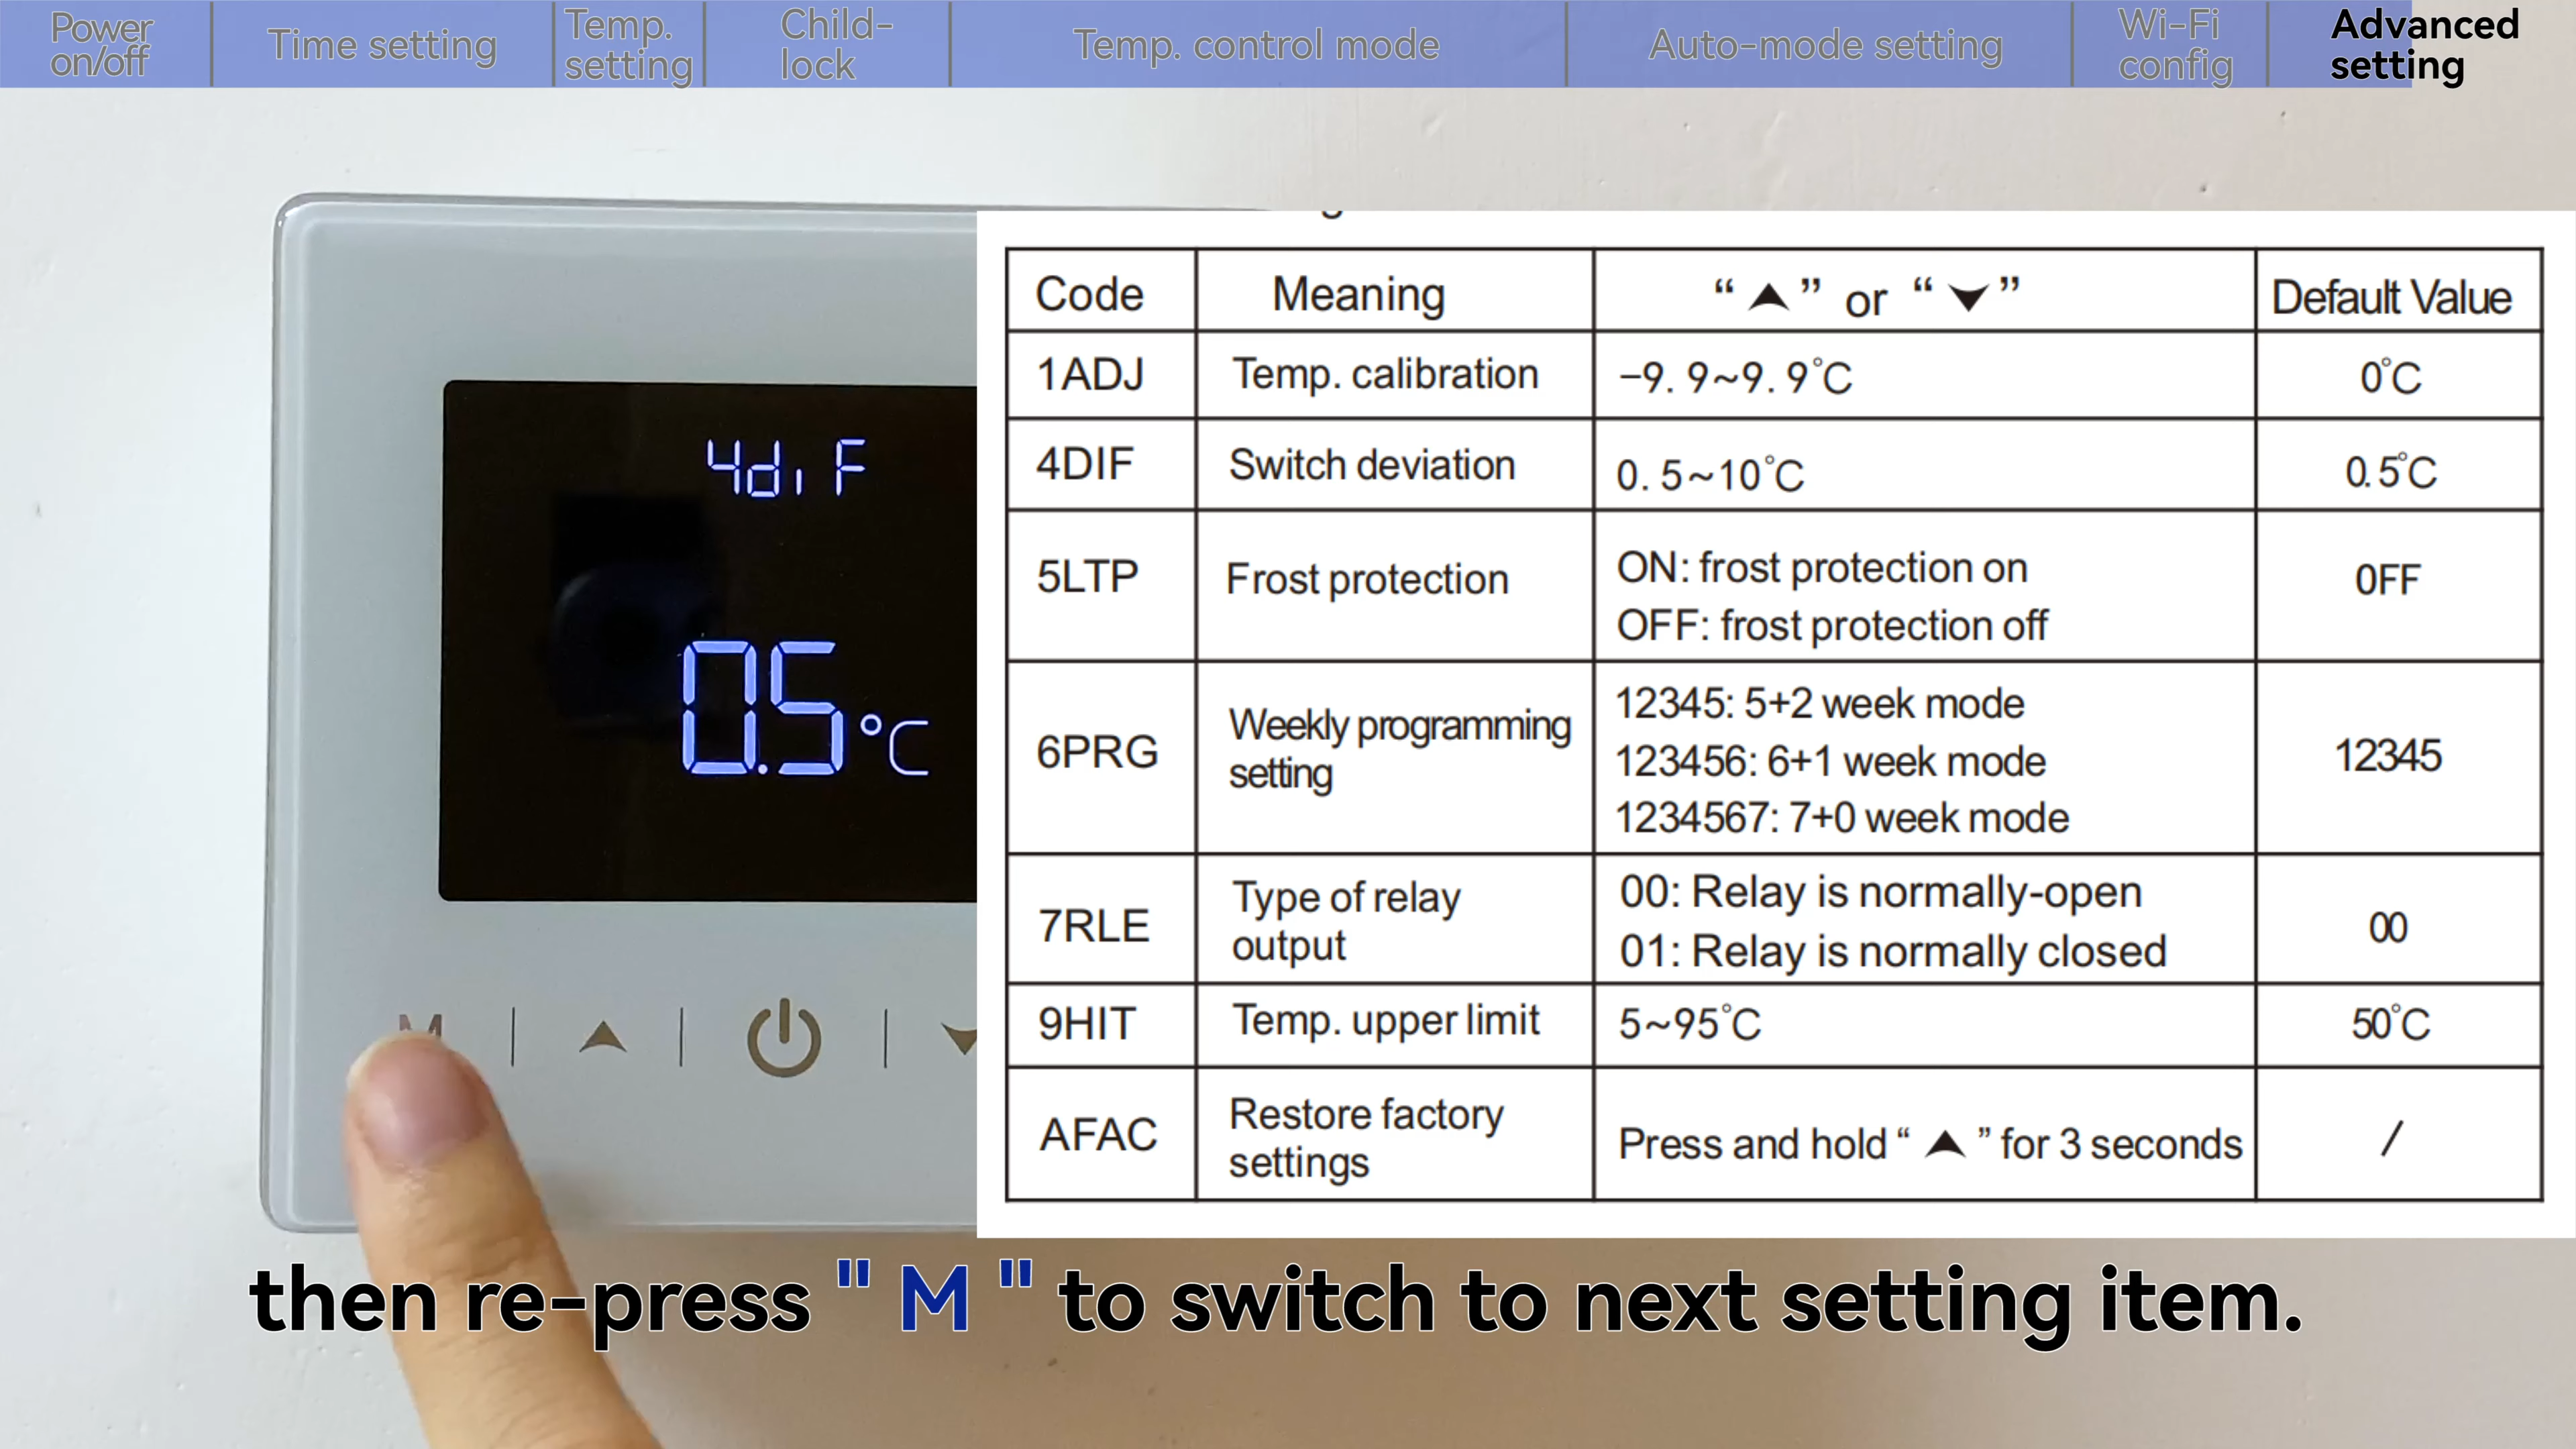 Power on/off
Time setting
Temp. setting
Child-lock
Temp. control mode
Auto-mode setting
Wi-Fi config
Advanced setting
4diF
0.5°C
M
Code Meaning “▲” or “▼” Default Value
1ADJ Temp. calibration −9.9~9.9°C 0°C
4DIF Switch deviation 0.5~10°C 0.5°C
5LTP Frost protection ON: frost protection on
OFF: frost protection off
0FF
6PRG Weekly programming setting
12345: 5+2 week mode
123456: 6+1 week mode
1234567: 7+0 week mode
12345
7RLE Type of relay output
00: Relay is normally-open
01: Relay is normally closed
00
9HIT Temp. upper limit 5~95°C 50°C
AFAC Restore factory settings
Press and hold “▲” for 3 seconds
/
then re-press " M " to switch to next setting item.